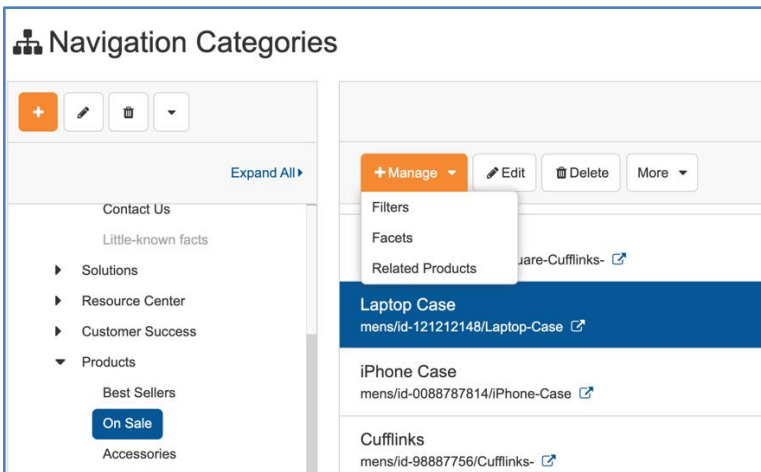 Navigation Categories
Expand All
Contact Us
Little-known facts
Solutions
Resource Center
Customer Success
Products
Best Sellers
On Sale
Accessories
+Manage
Edit
Delete
More
Filters
Facets
Related Products
uare-Cufflinks-
Laptop Case
mens/id-121212148/Laptop-Case
iPhone Case
mens/id-0088787814/iPhone-Case
Cufflinks
mens/id-98887756/Cufflinks-